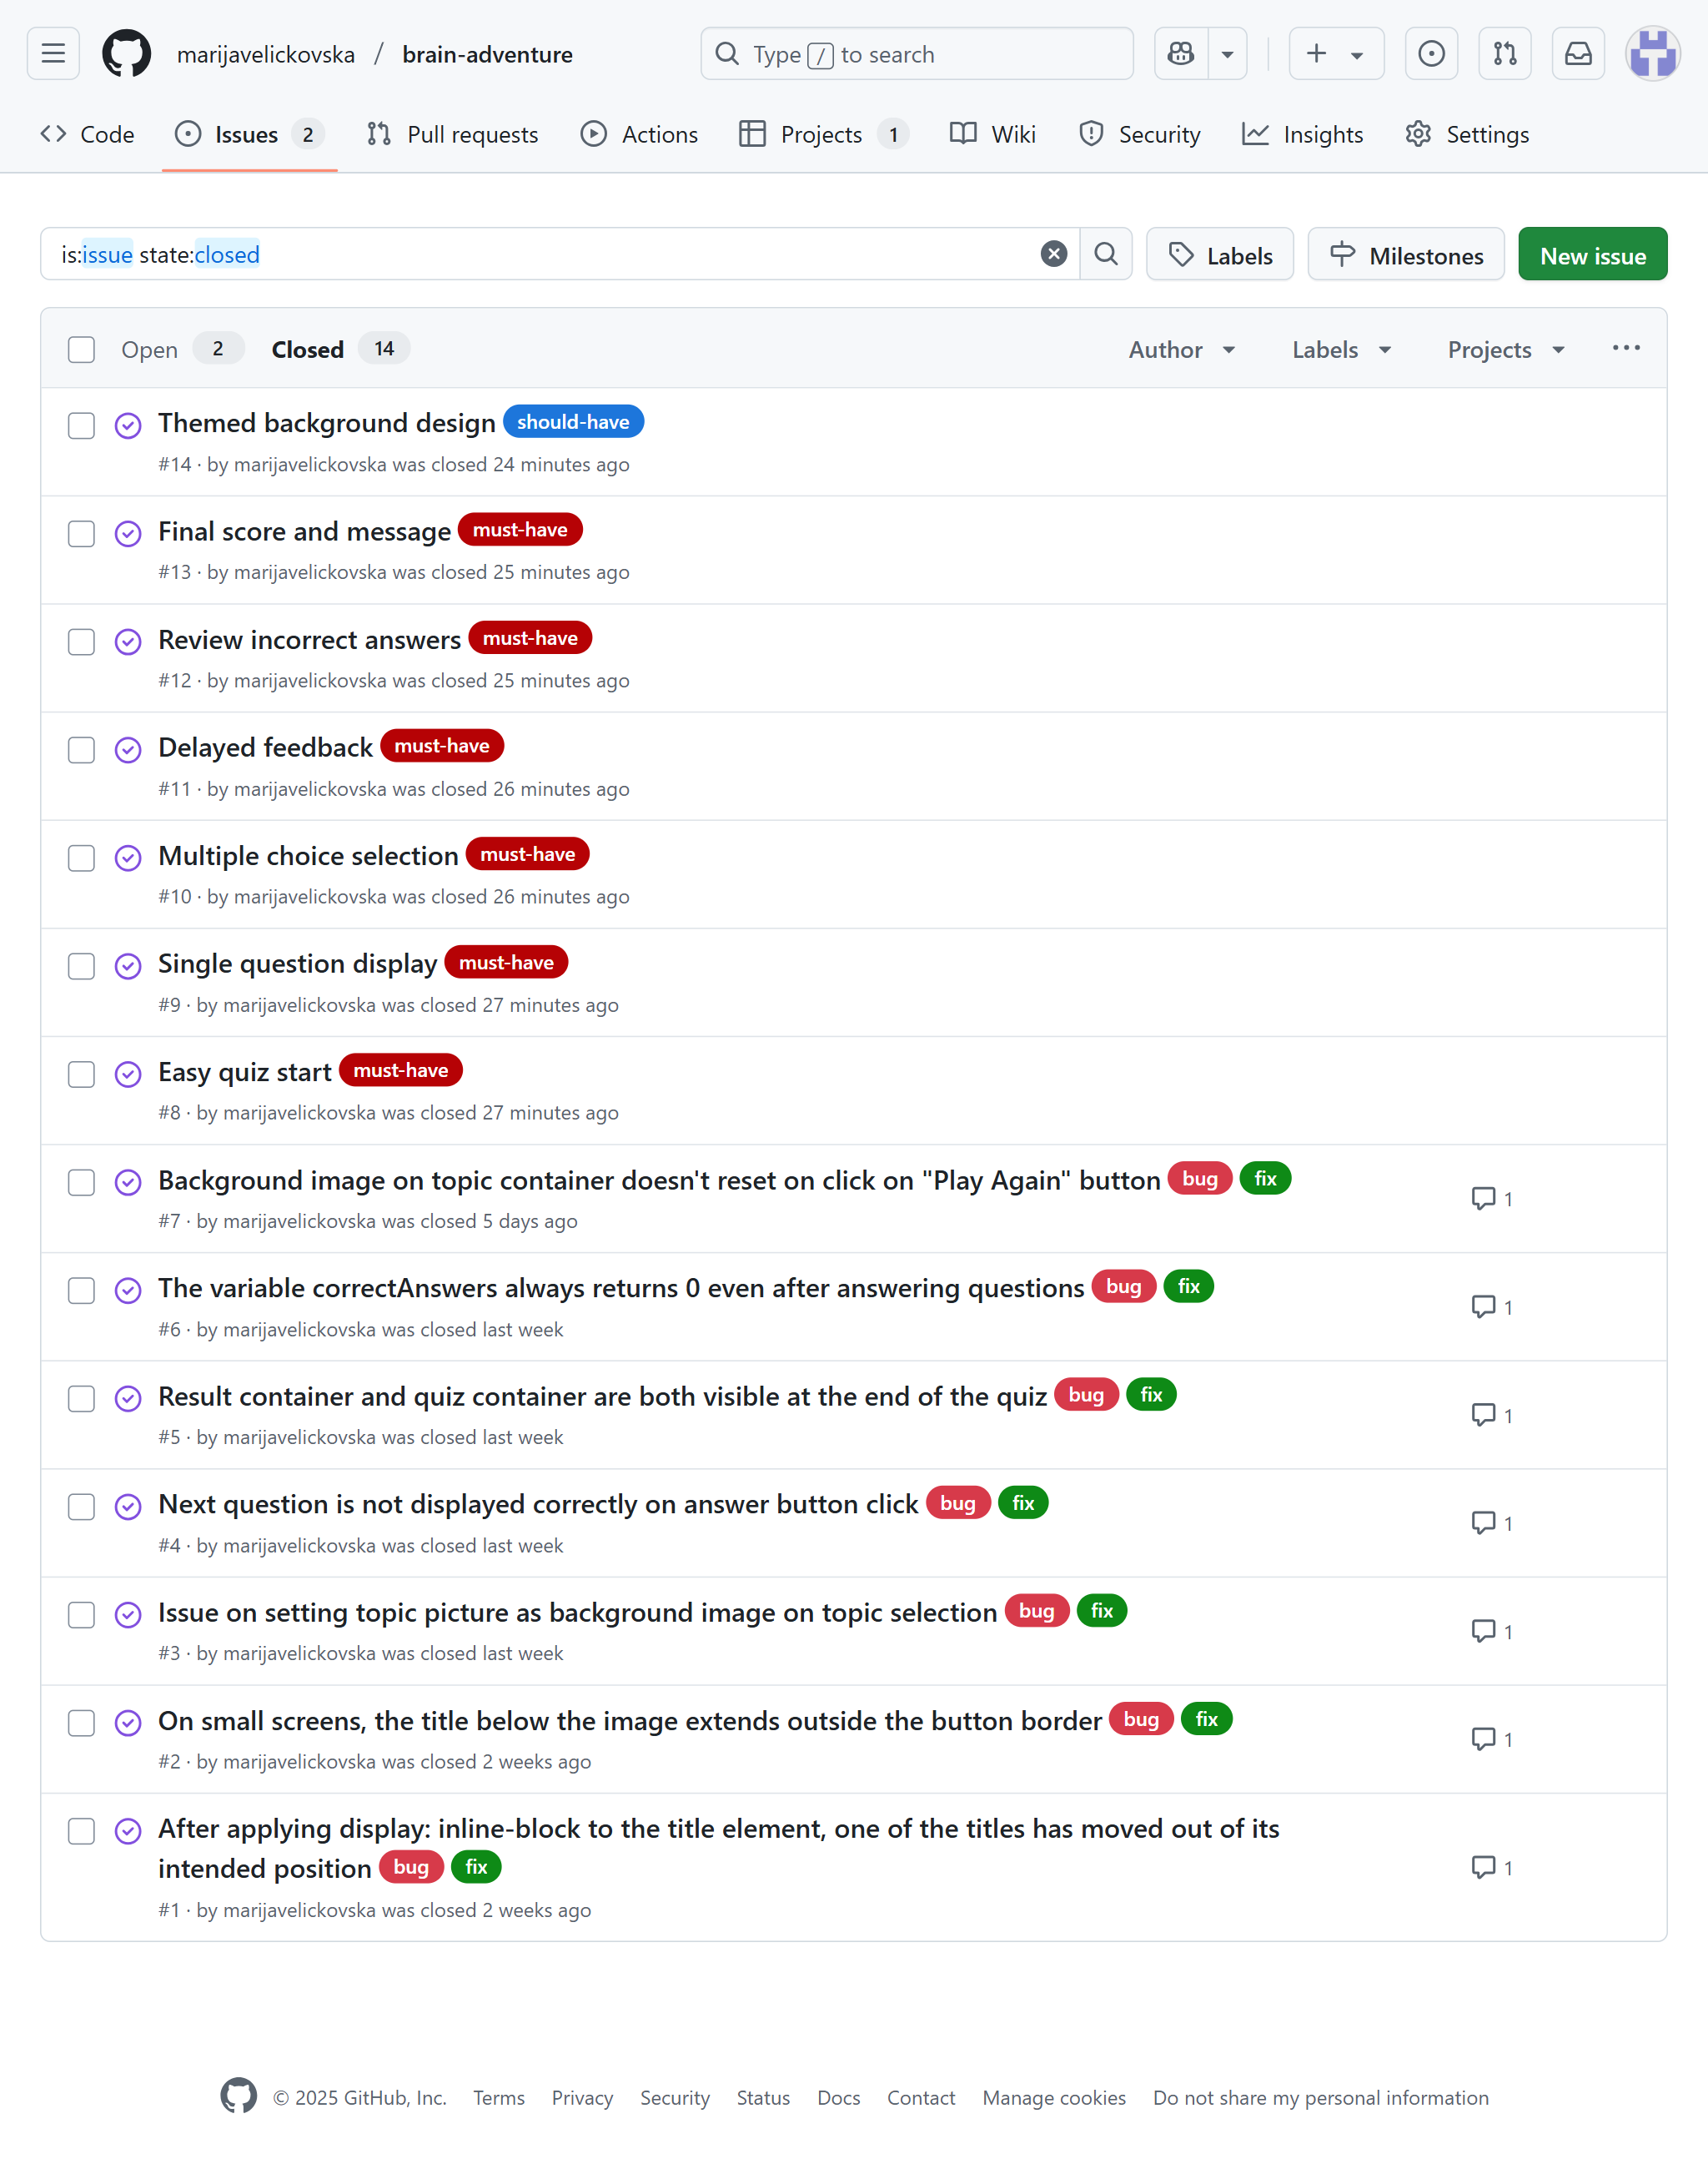 marijavelickovska / brain-adventure Type / to search
Code Issues 2 Pull requests Actions Projects 1 Wiki Security Insights Settings
is:issue state:closed Labels Milestones New issue
Open 2 Closed 14 Author Labels Projects
Themed background design should-have
#14 · by marijavelickovska was closed 24 minutes ago
Final score and message must-have
#13 · by marijavelickovska was closed 25 minutes ago
Review incorrect answers must-have
#12 · by marijavelickovska was closed 25 minutes ago
Delayed feedback must-have
#11 · by marijavelickovska was closed 26 minutes ago
Multiple choice selection must-have
#10 · by marijavelickovska was closed 26 minutes ago
Single question display must-have
#9 · by marijavelickovska was closed 27 minutes ago
Easy quiz start must-have
#8 · by marijavelickovska was closed 27 minutes ago
Background image on topic container doesn't reset on click on "Play Again" button bug fix
1
#7 · by marijavelickovska was closed 5 days ago
The variable correctAnswers always returns 0 even after answering questions bug fix
1
#6 · by marijavelickovska was closed last week
Result container and quiz container are both visible at the end of the quiz bug fix
1
#5 · by marijavelickovska was closed last week
Next question is not displayed correctly on answer button click bug fix
1
#4 · by marijavelickovska was closed last week
Issue on setting topic picture as background image on topic selection bug fix
1
#3 · by marijavelickovska was closed last week
On small screens, the title below the image extends outside the button border bug fix
1
#2 · by marijavelickovska was closed 2 weeks ago
After applying display: inline-block to the title element, one of the titles has moved out of its
intended position bug fix
1
#1 · by marijavelickovska was closed 2 weeks ago
© 2025 GitHub, Inc. Terms Privacy Security Status Docs Contact Manage cookies Do not share my personal information